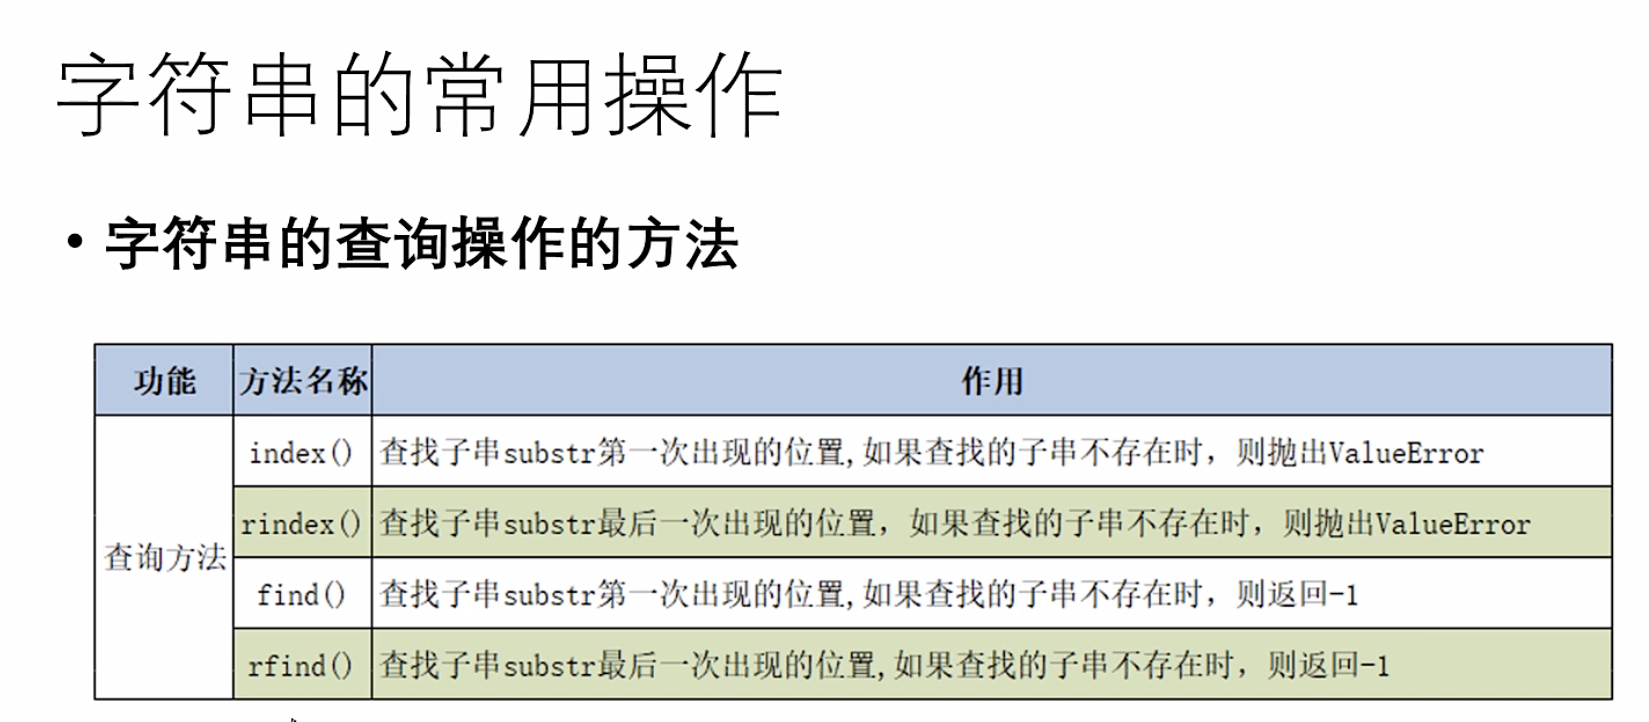 字符串的常用操作
• 字符串的查询操作的方法
功能 方法名称 作用
查询方法
index() 查找子串substr第一次出现的位置,如果查找的子串不存在时，则抛出ValueError
rindex() 查找子串substr最后一次出现的位置，如果查找的子串不存在时，则抛出ValueError
find() 查找子串substr第一次出现的位置,如果查找的子串不存在时，则返回-1
rfind() 查找子串substr最后一次出现的位置,如果查找的子串不存在时，则返回-1